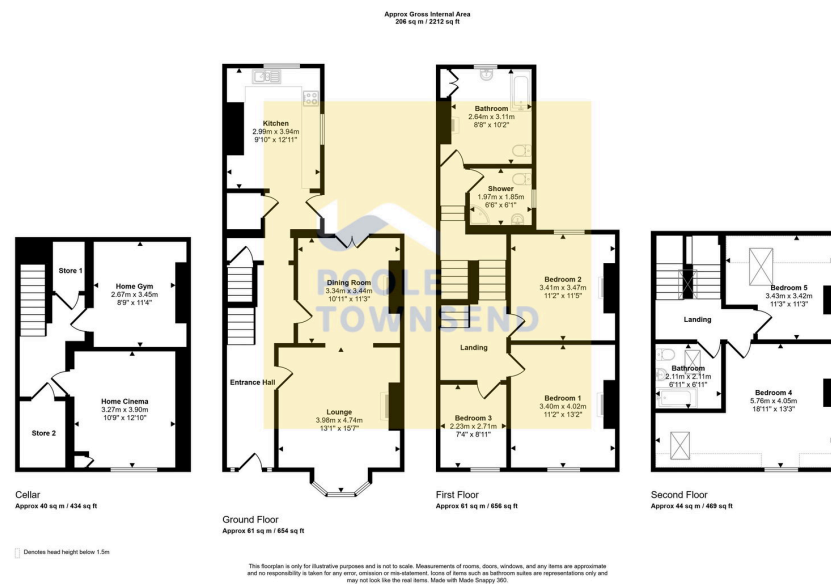 Approx Gross Internal Area
206 sq m / 2212 sq ft
Kitchen
2.99m x 3.94m
9'10" x 12'11"
Bathroom
2.64m x 3.11m
8'8" x 10'2"
Shower
1.97m x 1.85m
6'6" x 6'1"
Store 1
Home Gym
2.67m x 3.45m
8'9" x 11'4"
Dining Room
3.34m x 3.44m
10'11" x 11'3"
Bedroom 2
3.41m x 3.47m
11'2" x 11'5"
Bedroom 5
3.43m x 3.42m
11'3" x 11'3"
POOLE
TOWNSEND
Landing
Landing
Home Cinema
3.27m x 3.90m
10'9" x 12'10"
Store 2
Entrance Hall
Lounge
3.98m x 4.74m
13'1" x 15'7"
Bedroom 3
2.23m x 2.71m
7'4" x 8'11"
Bedroom 1
3.40m x 4.02m
11'2" x 13'2"
Bathroom
2.11m x 2.11m
6'11" x 6'11"
Bedroom 4
5.76m x 4.05m
18'11" x 13'3"
Cellar
Approx 40 sq m / 434 sq ft
Ground Floor
Approx 61 sq m / 654 sq ft
First Floor
Approx 61 sq m / 656 sq ft
Second Floor
Approx 44 sq m / 469 sq ft
Denotes head height below 1.5m
This floorplan is only for illustrative purposes and is not to scale. Measurements of rooms, doors, windows, and any items are approximate
and no responsibility is taken for any error, omission or mis-statement. Icons of items such as bathroom suites are representations only and
may not look like the real items. Made with Made Snappy 360.